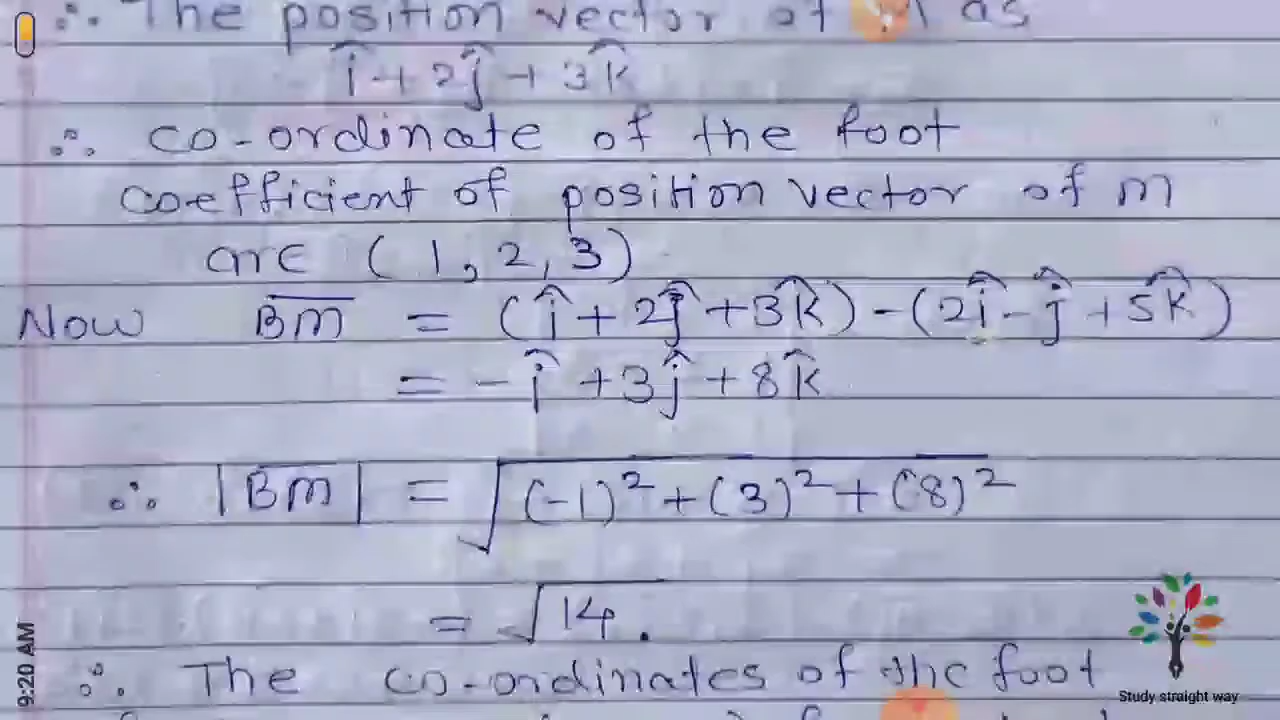 ∴ The position vector of M as
î + 2ĵ + 3k̂
∴ co-ordinate of the foot
coefficient of position vector of m
are (1, 2, 3)
Now B̅M̅ = (î + 2ĵ + 3k̂) - (2î - ĵ + 5k̂)
= -î + 3ĵ + 8k̂
∴ |B̅M̅| = √(-1)² + (3)² + (8)²
= √14.
∴ The co-ordinates of the foot
Study straight way
9:20 AM